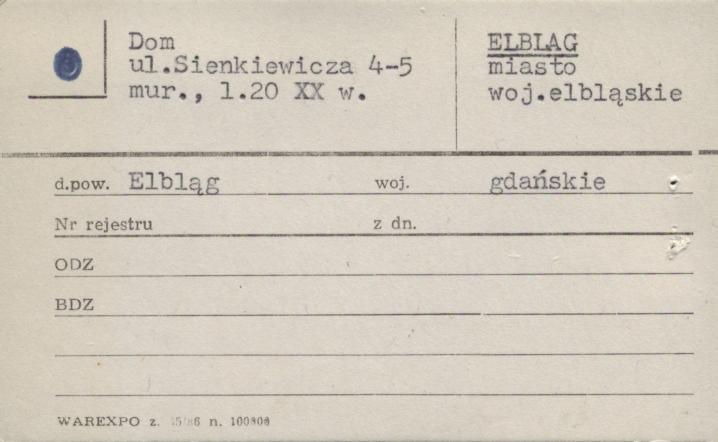 Dom
ul.Sienkiewicza 4-5
mur., l.20 XX w.
ELBLĄG
miasto
woj.elbląskie
d.pow. Elbląg woj. gdańskie
Nr rejestru z dn.
ODZ
BDZ
WAREXPO z. n. 100808